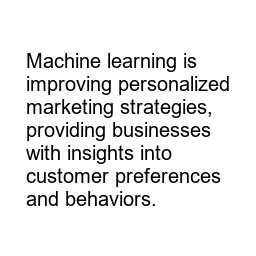 Machine learning is
improving personalized
marketing strategies,
providing businesses
with insights into
customer preferences
and behaviors.